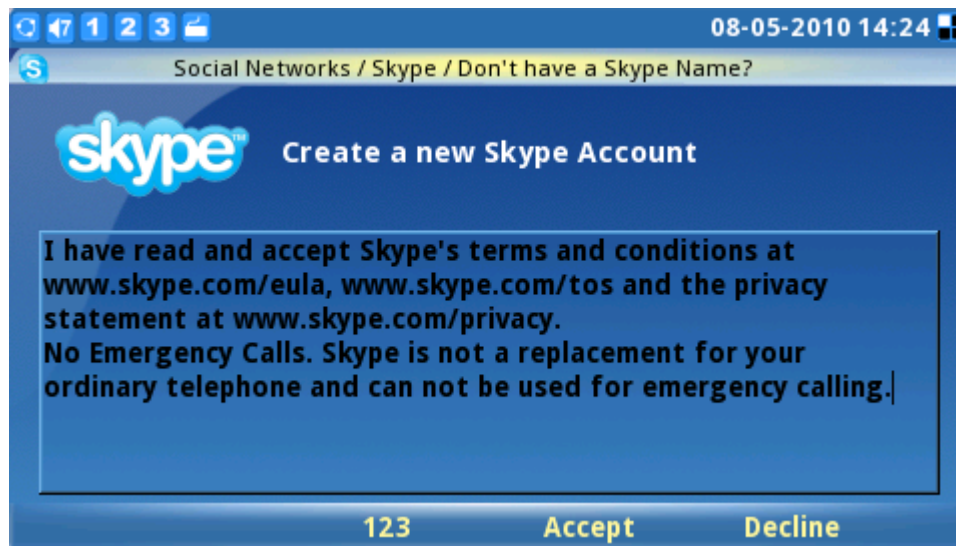 7 1 2 3 08-05-2010 14:24
S Social Networks / Skype / Don't have a Skype Name?
skype™ Create a new Skype Account
I have read and accept Skype's terms and conditions at
www.skype.com/eula, www.skype.com/tos and the privacy
statement at www.skype.com/privacy.
No Emergency Calls. Skype is not a replacement for your
ordinary telephone and can not be used for emergency calling.
123 Accept Decline